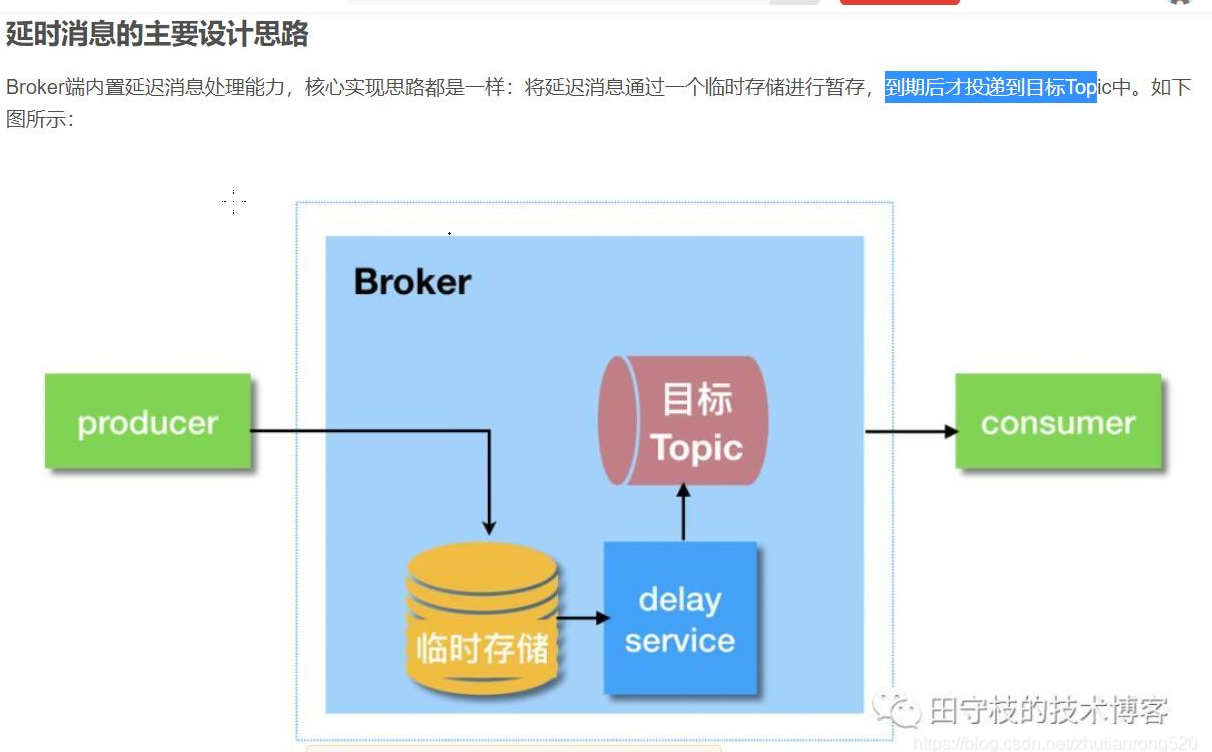 延时消息的主要设计思路
Broker端内置延迟消息处理能力，核心实现思路都是一样：将延迟消息通过一个临时存储进行暂存，到期后才投递到目标Topic中。如下
图所示：
Broker
目标
Topic
producer
consumer
临时存储
delay
service
田守枝的技术博客
https://blog.csdn.net/zhutianrong520